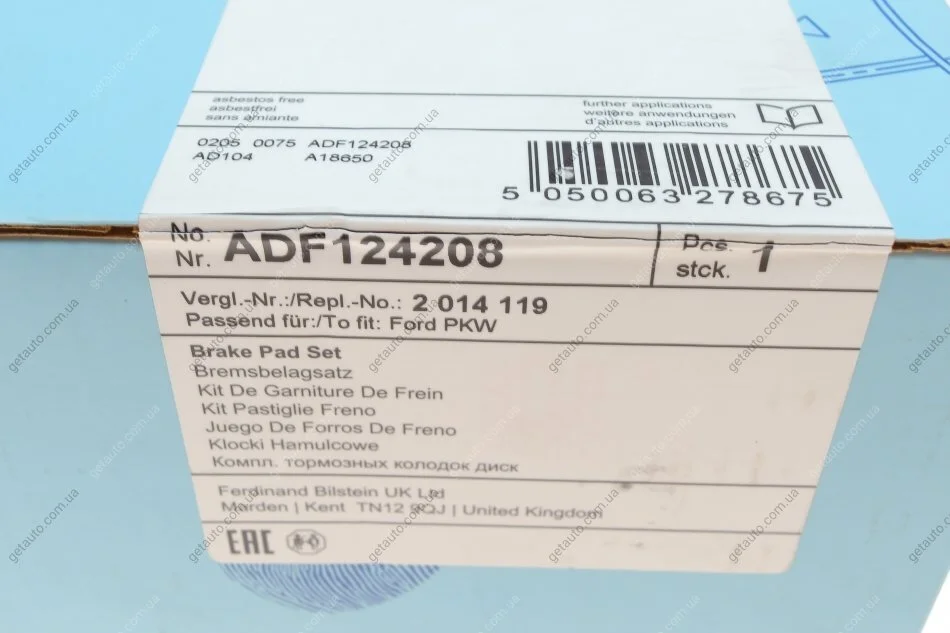 asbestos free
asbestfrei
sans amiante
further applications
weitere anwendungen
d'autres applications
0205 0075 ADF124208
AD104 A18650
5 050063 278675
No. ADF124208 Pcs. 1
Nr. stck.
Vergl.-Nr.:/Repl.-No.: 2 014 119
Passend für:/To fit: Ford PKW
Brake Pad Set
Bremsbelagsatz
Kit De Garniture De Frein
Kit Pastiglie Freno
Juego De Forros De Freno
Klocki Hamulcowe
Компл. тормозных колодок диск
Ferdinand Bilstein UK Ltd
Marden | Kent TN12 | United Kingdom
EAC
getauto.com.ua